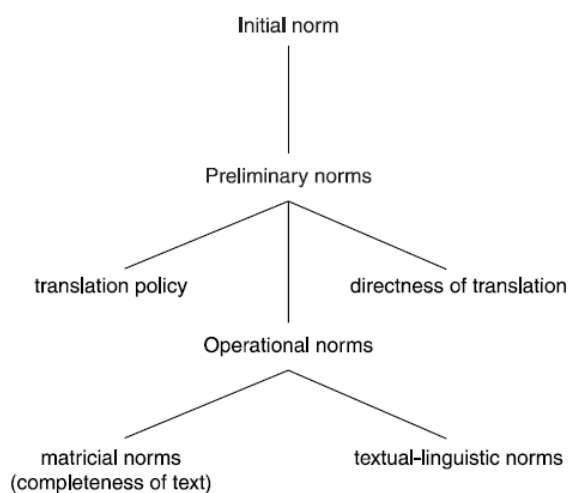 Initial norm
Preliminary norms
translation policy
directness of translation
Operational norms
matricial norms
(completeness of text)
textual-linguistic norms